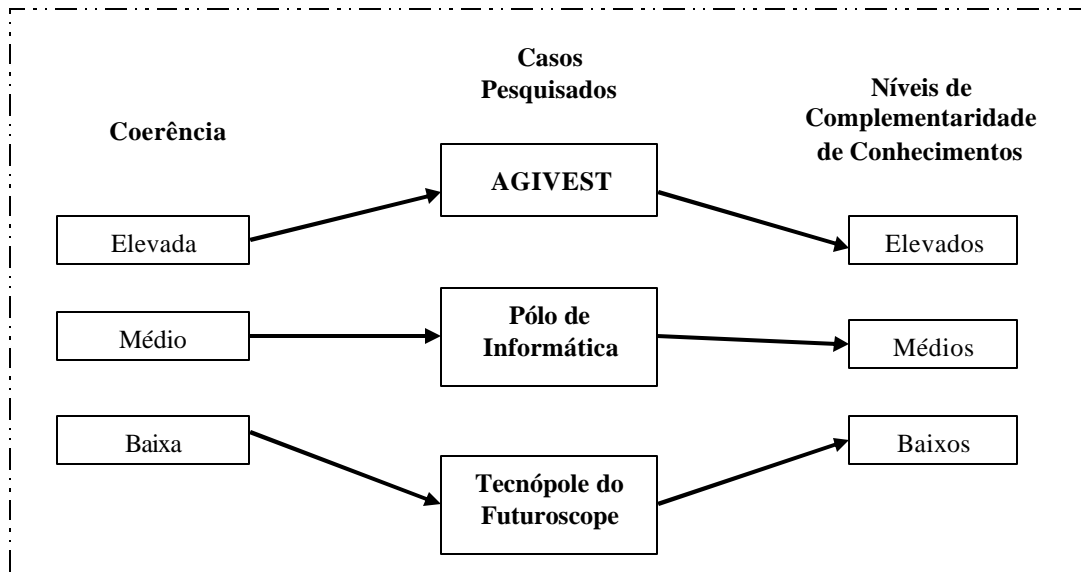 Casos
Pesquisados
Níveis de
Complementaridade
de Conhecimentos
Coerência
AGIVEST
Elevada
Elevados
Pólo de
Informática
Médio
Médios
Baixa
Baixos
Tecnópole do
Futuroscope